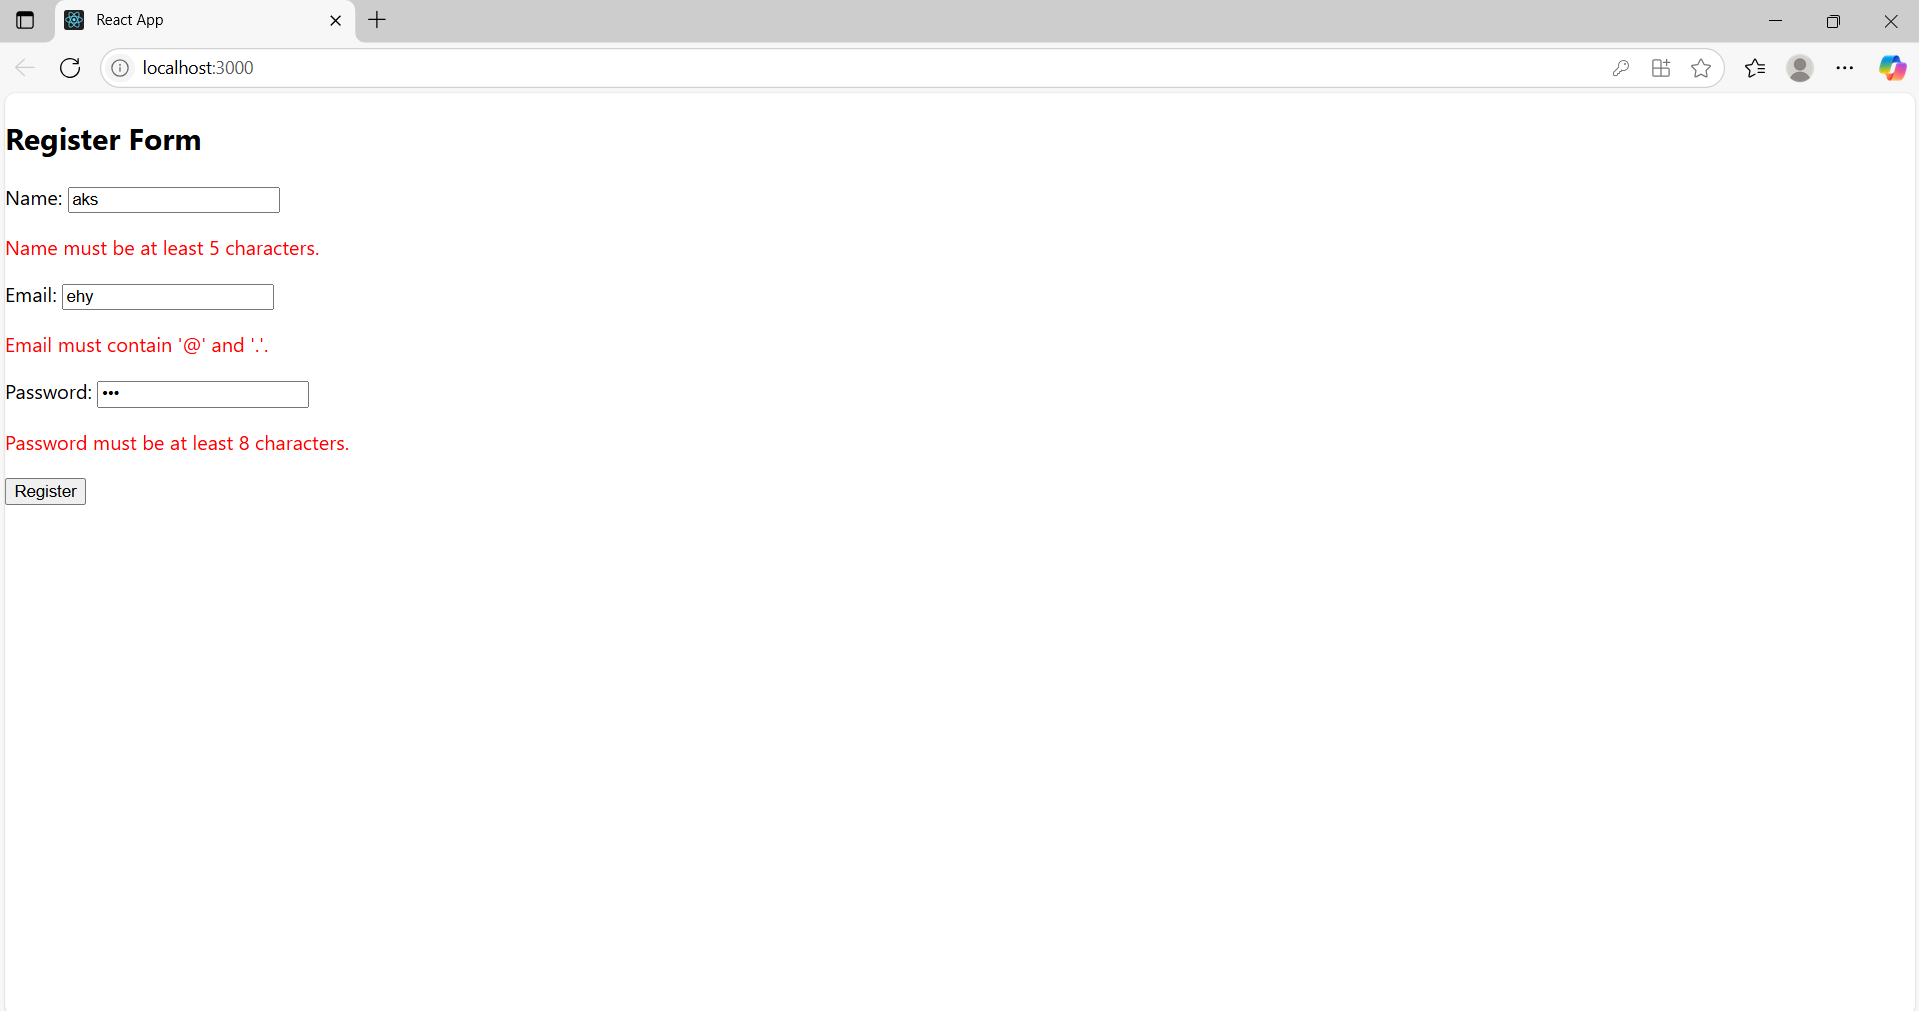 React App
localhost:3000
Register Form
Name: aks
Name must be at least 5 characters.
Email: ehy
Email must contain '@' and '.'.
Password: •••
Password must be at least 8 characters.
Register